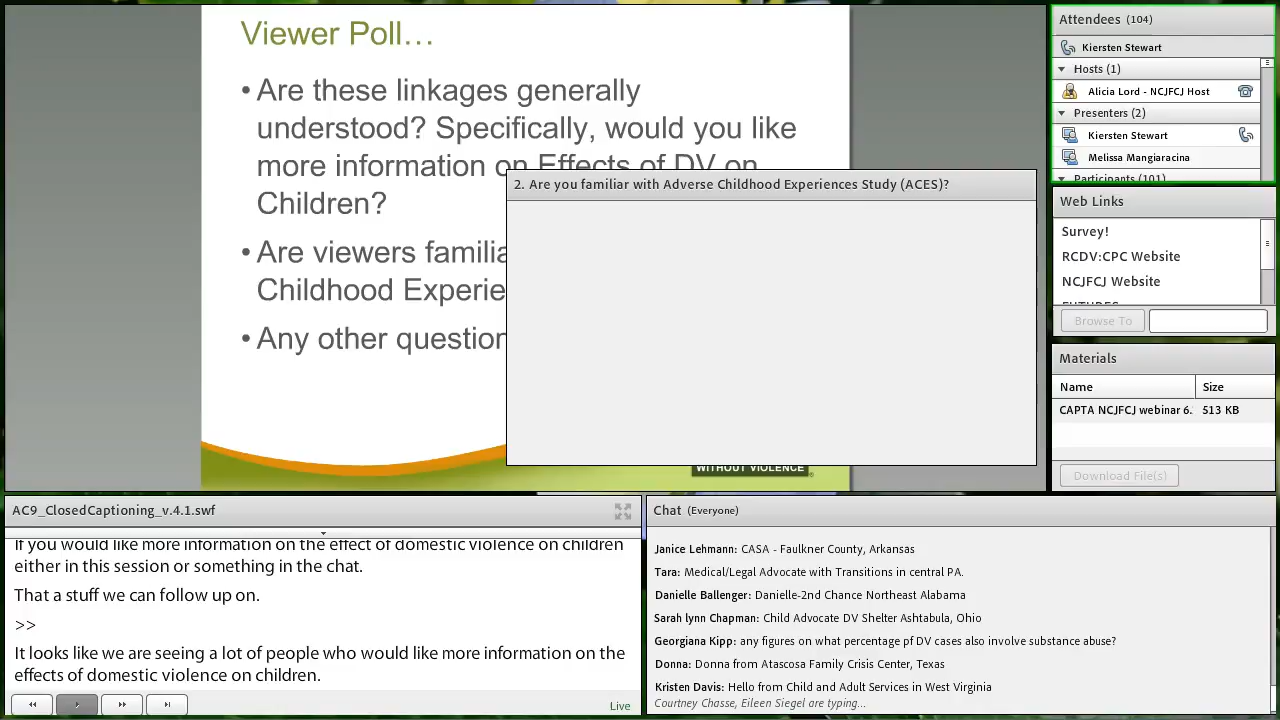 Viewer Poll…
• Are these linkages generally
understood? Specifically, would you like
more information on Effects of DV on
Children?
• Are viewers familia
Childhood Experie
• Any other question
WITHOUT VIOLENCE
2. Are you familiar with Adverse Childhood Experiences Study (ACES)?
Attendees (104)
Kiersten Stewart
Hosts (1)
Alicia Lord - NCJFCJ Host
Presenters (2)
Kiersten Stewart
Melissa Mangiaracina
Participants (101)
Web Links
Survey!
RCDV:CPC Website
NCJFCJ Website
FUTURES
Browse To
Materials
Name Size
CAPTA NCJFCJ webinar 6. 513 KB
Download File(s)
AC9_ClosedCaptioning_v.4.1.swf
If you would like more information on the effect of domestic violence on children
either in this session or something in the chat.
That a stuff we can follow up on.
>>
It looks like we are seeing a lot of people who would like more information on the
effects of domestic violence on children.
Live
Chat (Everyone)
Janice Lehmann: CASA - Faulkner County, Arkansas
Tara: Medical/Legal Advocate with Transitions in central PA.
Danielle Ballenger: Danielle-2nd Chance Northeast Alabama
Sarah lynn Chapman: Child Advocate DV Shelter Ashtabula, Ohio
Georgiana Kipp: any figures on what percentage pf DV cases also involve substance abuse?
Donna: Donna from Atascosa Family Crisis Center, Texas
Kristen Davis: Hello from Child and Adult Services in West Virginia
Courtney Chasse, Eileen Siegel are typing...